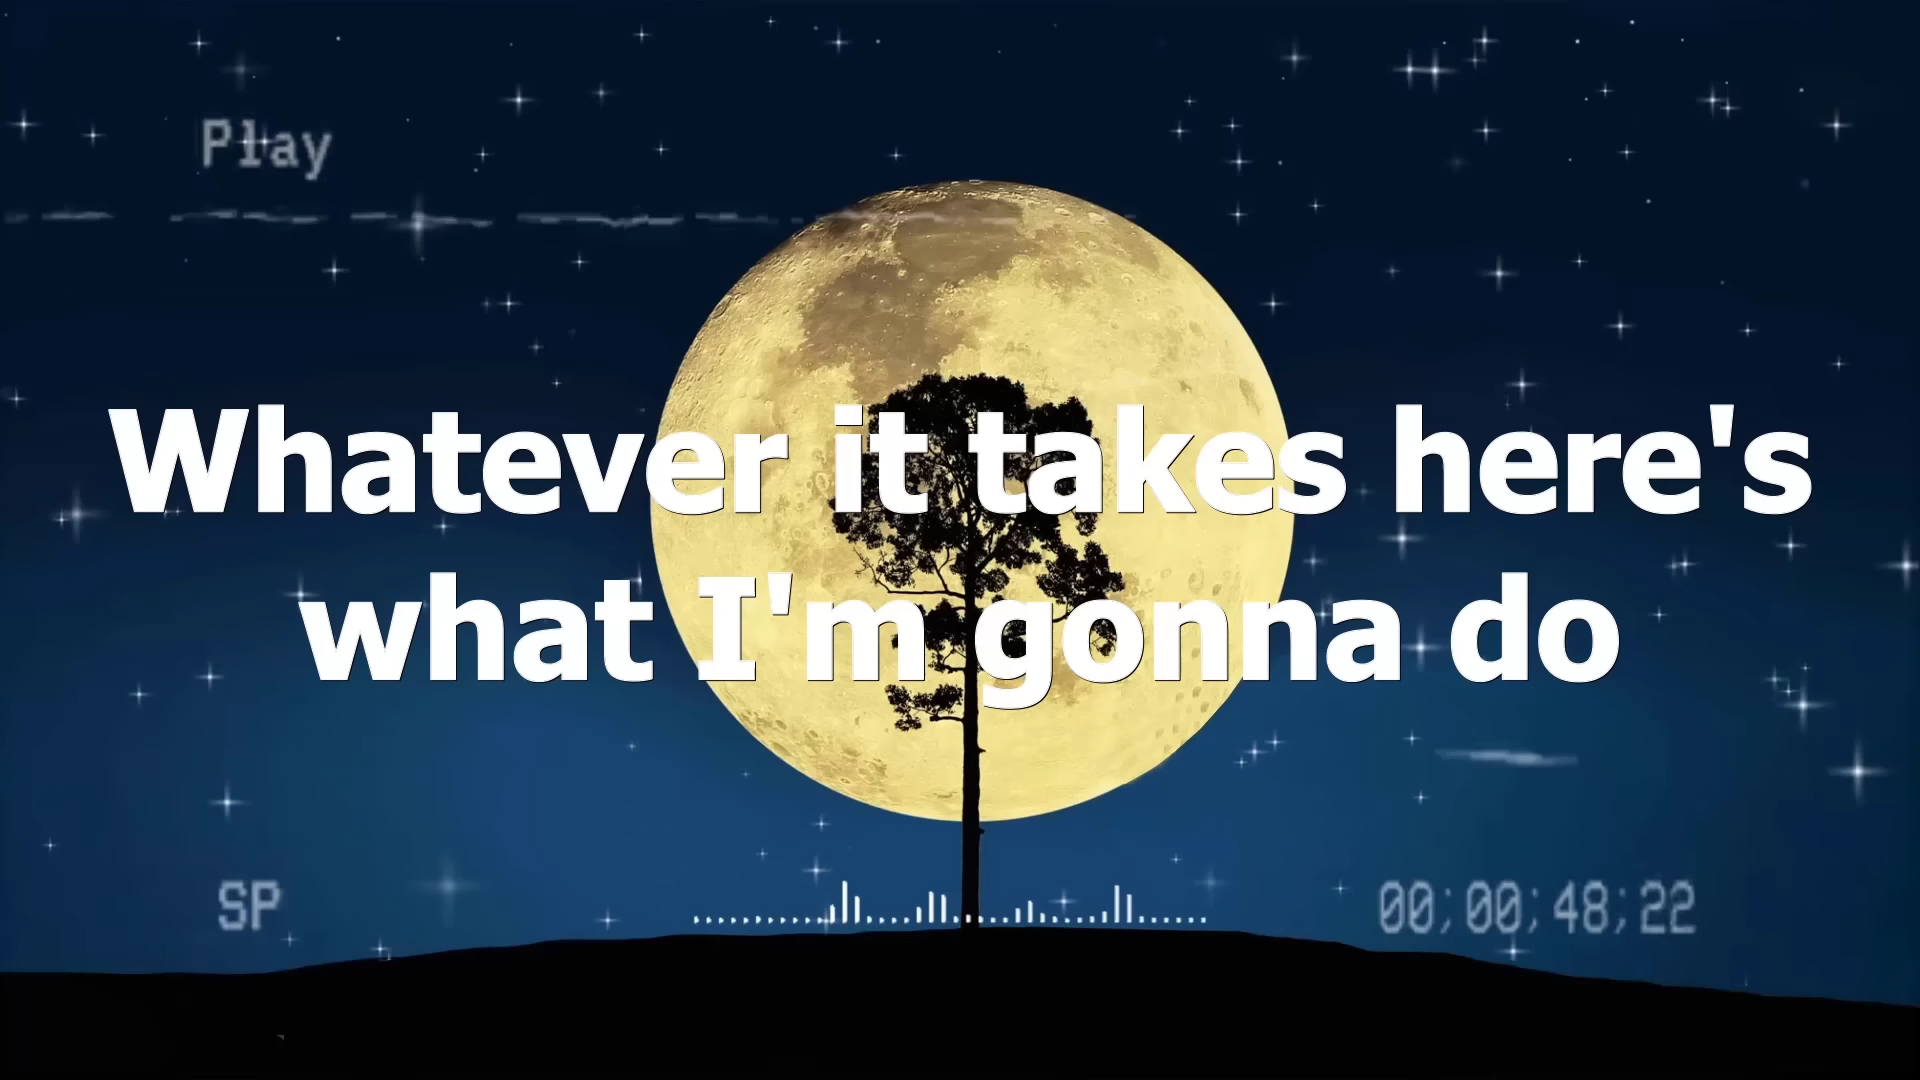 Play
Whatever it takes here's
what I'm gonna do
SP
00;00;48;22